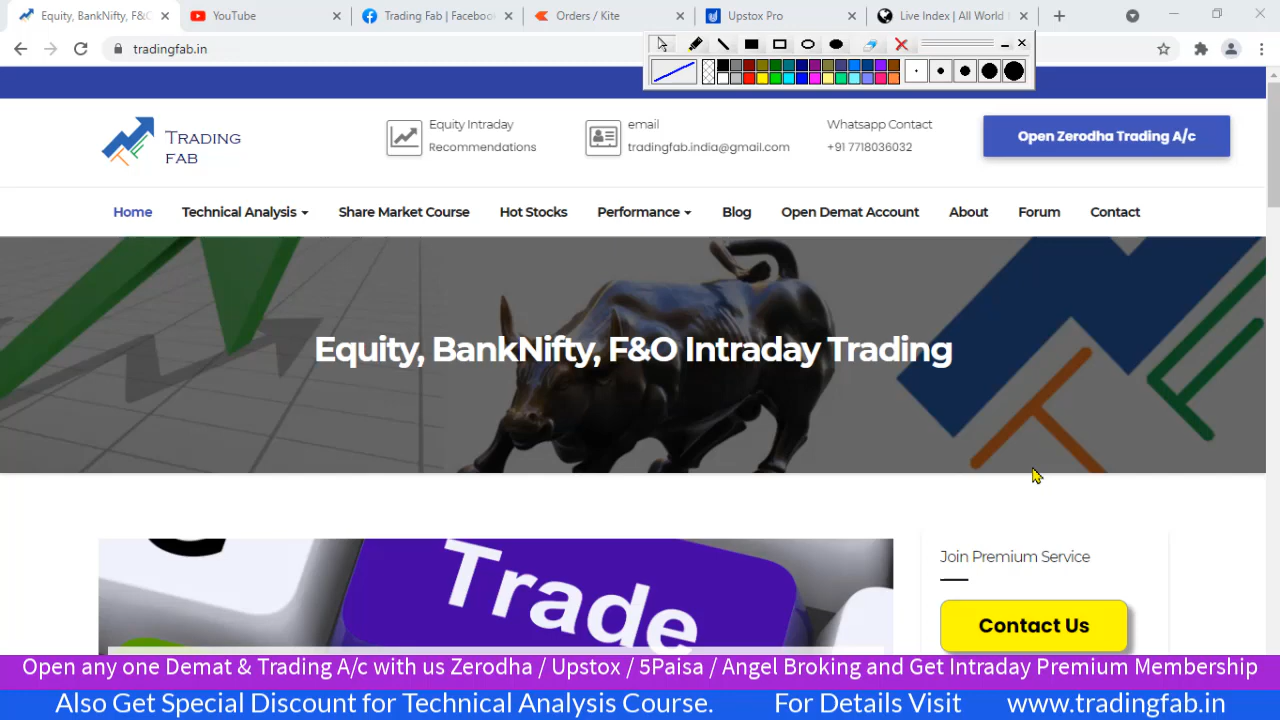 Equity, BankNifty, F&O
YouTube
Trading Fab | Faceboo
Orders / Kite
Upstox Pro
Live Index | All World
tradingfab.in
TRADING
FAB
Equity Intraday
Recommendations
email
tradingfab.india@gmail.com
Whatsapp Contact
+91 7718036032
Open Zerodha Trading A/c
Home
Technical Analysis
Share Market Course
Hot Stocks
Performance
Blog
Open Demat Account
About
Forum
Contact
Equity, BankNifty, F&O Intraday Trading
Trade
Join Premium Service
Contact Us
Open any one Demat & Trading A/c with us Zerodha / Upstox / 5Paisa / Angel Broking and Get Intraday Premium Membership
Also Get Special Discount for Technical Analysis Course. For Details Visit www.tradingfab.in